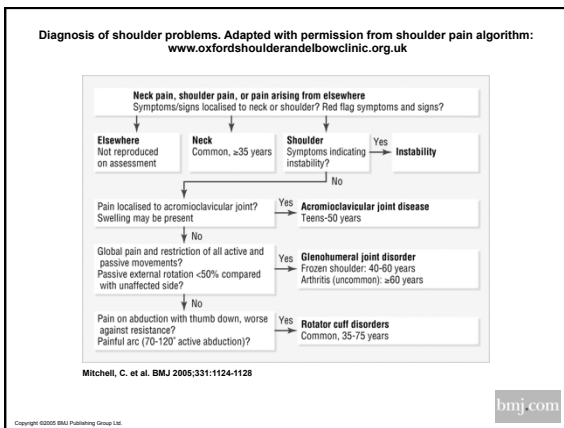 Diagnosis of shoulder problems. Adapted with permission from shoulder pain algorithm:
www.oxfordshoulderandelbowclinic.org.uk
Neck pain, shoulder pain, or pain arising from elsewhere
Symptoms/signs localised to neck or shoulder? Red flag symptoms and signs?
Elsewhere
Not reproduced
on assessment
Neck
Common, ≥35 years
Shoulder
Symptoms indicating
instability?
Yes
Instability
No
Pain localised to acromioclavicular joint?
Swelling may be present
Yes
Acromioclavicular joint disease
Teens-50 years
No
Global pain and restriction of all active and
passive movements?
Passive external rotation <50% compared
with unaffected side?
Yes
Glenohumeral joint disorder
Frozen shoulder: 40-60 years
Arthritis (uncommon): ≥60 years
No
Pain on abduction with thumb down, worse
against resistance?
Painful arc (70-120° active abduction)?
Yes
Rotator cuff disorders
Common, 35-75 years
Mitchell, C. et al. BMJ 2005;331:1124-1128
bmj.com
Copyright ©2005 BMJ Publishing Group Ltd.